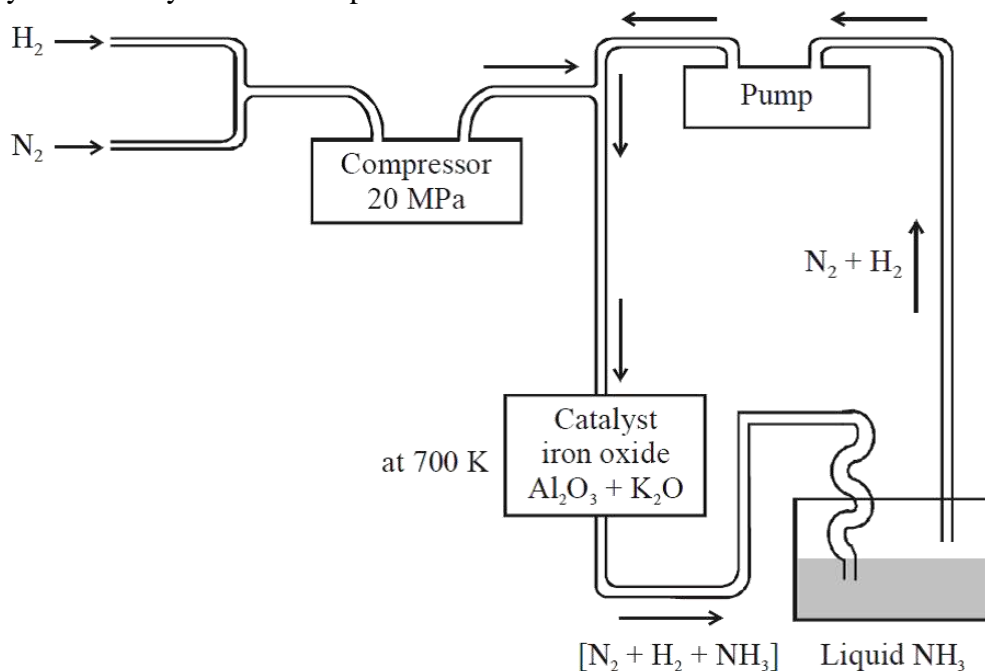 H₂
N₂
Compressor
20 MPa
Pump
N₂ + H₂
at 700 K
Catalyst
iron oxide
Al₂O₃ + K₂O
[N₂ + H₂ + NH₃]
Liquid NH₃